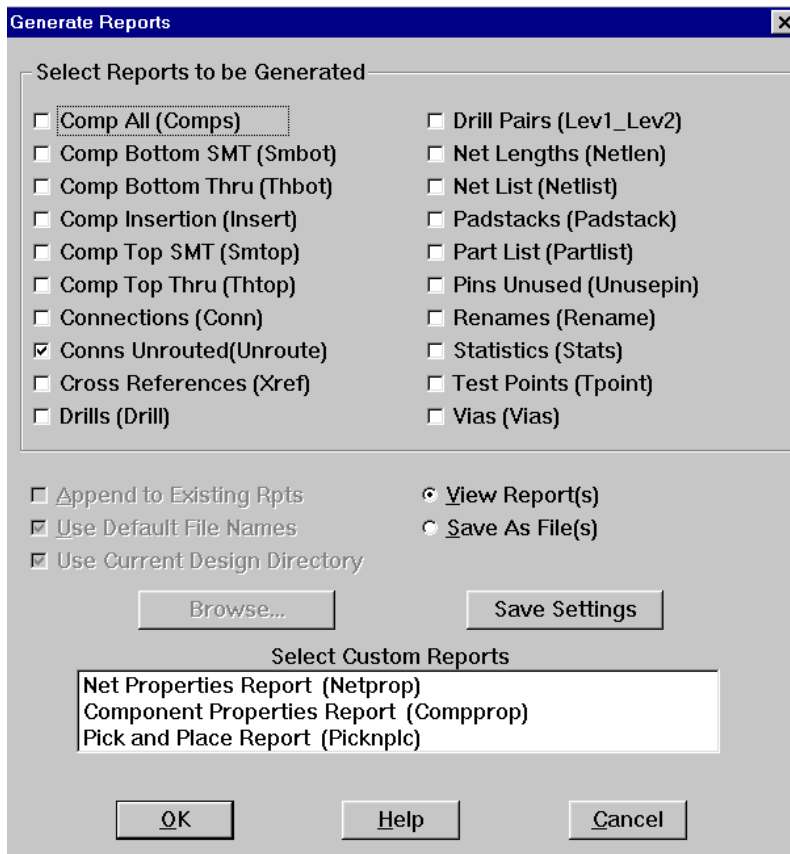 Generate Reports
Select Reports to be Generated
Comp All (Comps)
Comp Bottom SMT (Smbot)
Comp Bottom Thru (Thbot)
Comp Insertion (Insert)
Comp Top SMT (Smtop)
Comp Top Thru (Thtop)
Connections (Conn)
Conns Unrouted(Unroute)
Cross References (Xref)
Drills (Drill)
Drill Pairs (Lev1_Lev2)
Net Lengths (Netlen)
Net List (Netlist)
Padstacks (Padstack)
Part List (Partlist)
Pins Unused (Unusepin)
Renames (Rename)
Statistics (Stats)
Test Points (Tpoint)
Vias (Vias)
Append to Existing Rpts
Use Default File Names
Use Current Design Directory
View Report(s)
Save As File(s)
Browse...
Save Settings
Select Custom Reports
Net Properties Report (Netprop)
Component Properties Report (Compprop)
Pick and Place Report (Picknplc)
OK
Help
Cancel